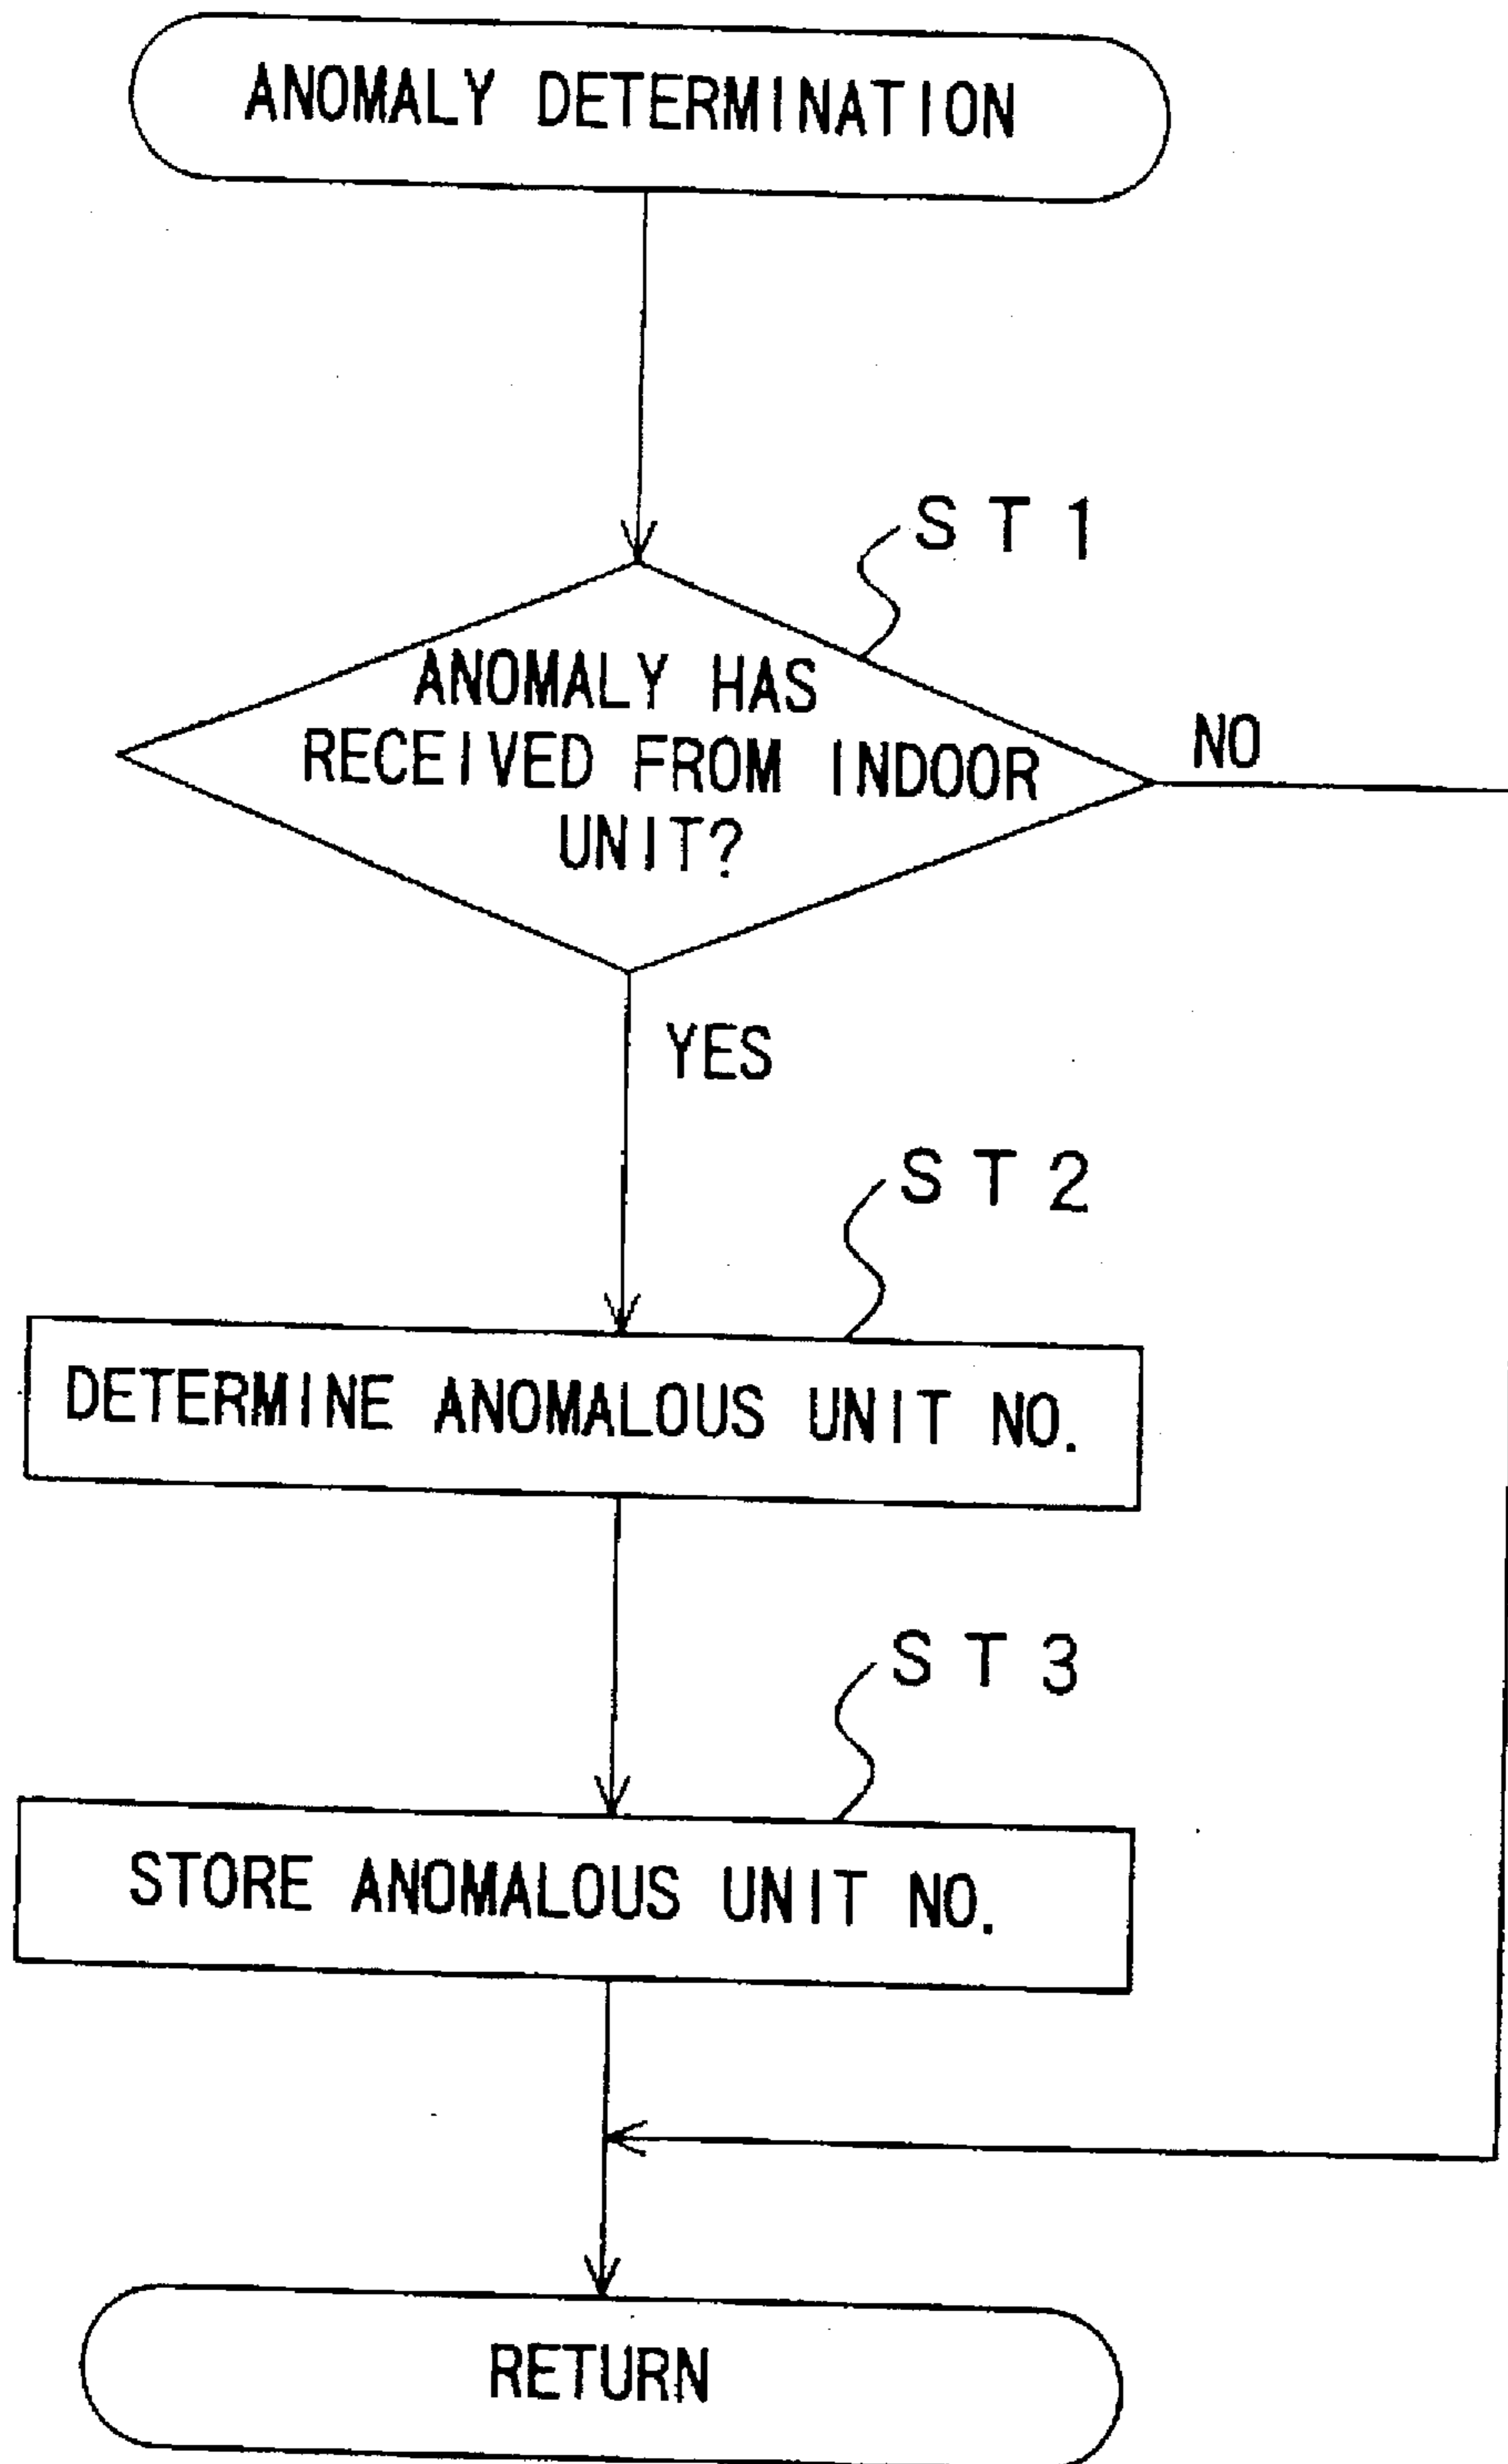 ANOMALY DETERMINATION
ST1
ANOMALY HAS
RECEIVED FROM INDOOR
UNIT?
NO
YES
ST2
DETERMINE ANOMALOUS UNIT NO.
ST3
STORE ANOMALOUS UNIT NO.
RETURN